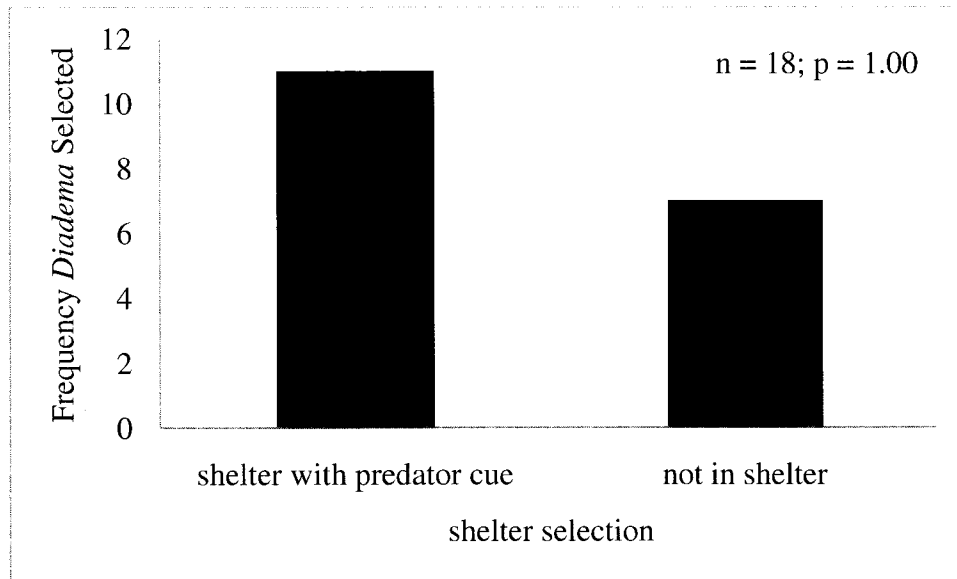 n = 18; p = 1.00
Frequency Diadema Selected
12
10
8
6
4
2
0
shelter with predator cue
not in shelter
shelter selection